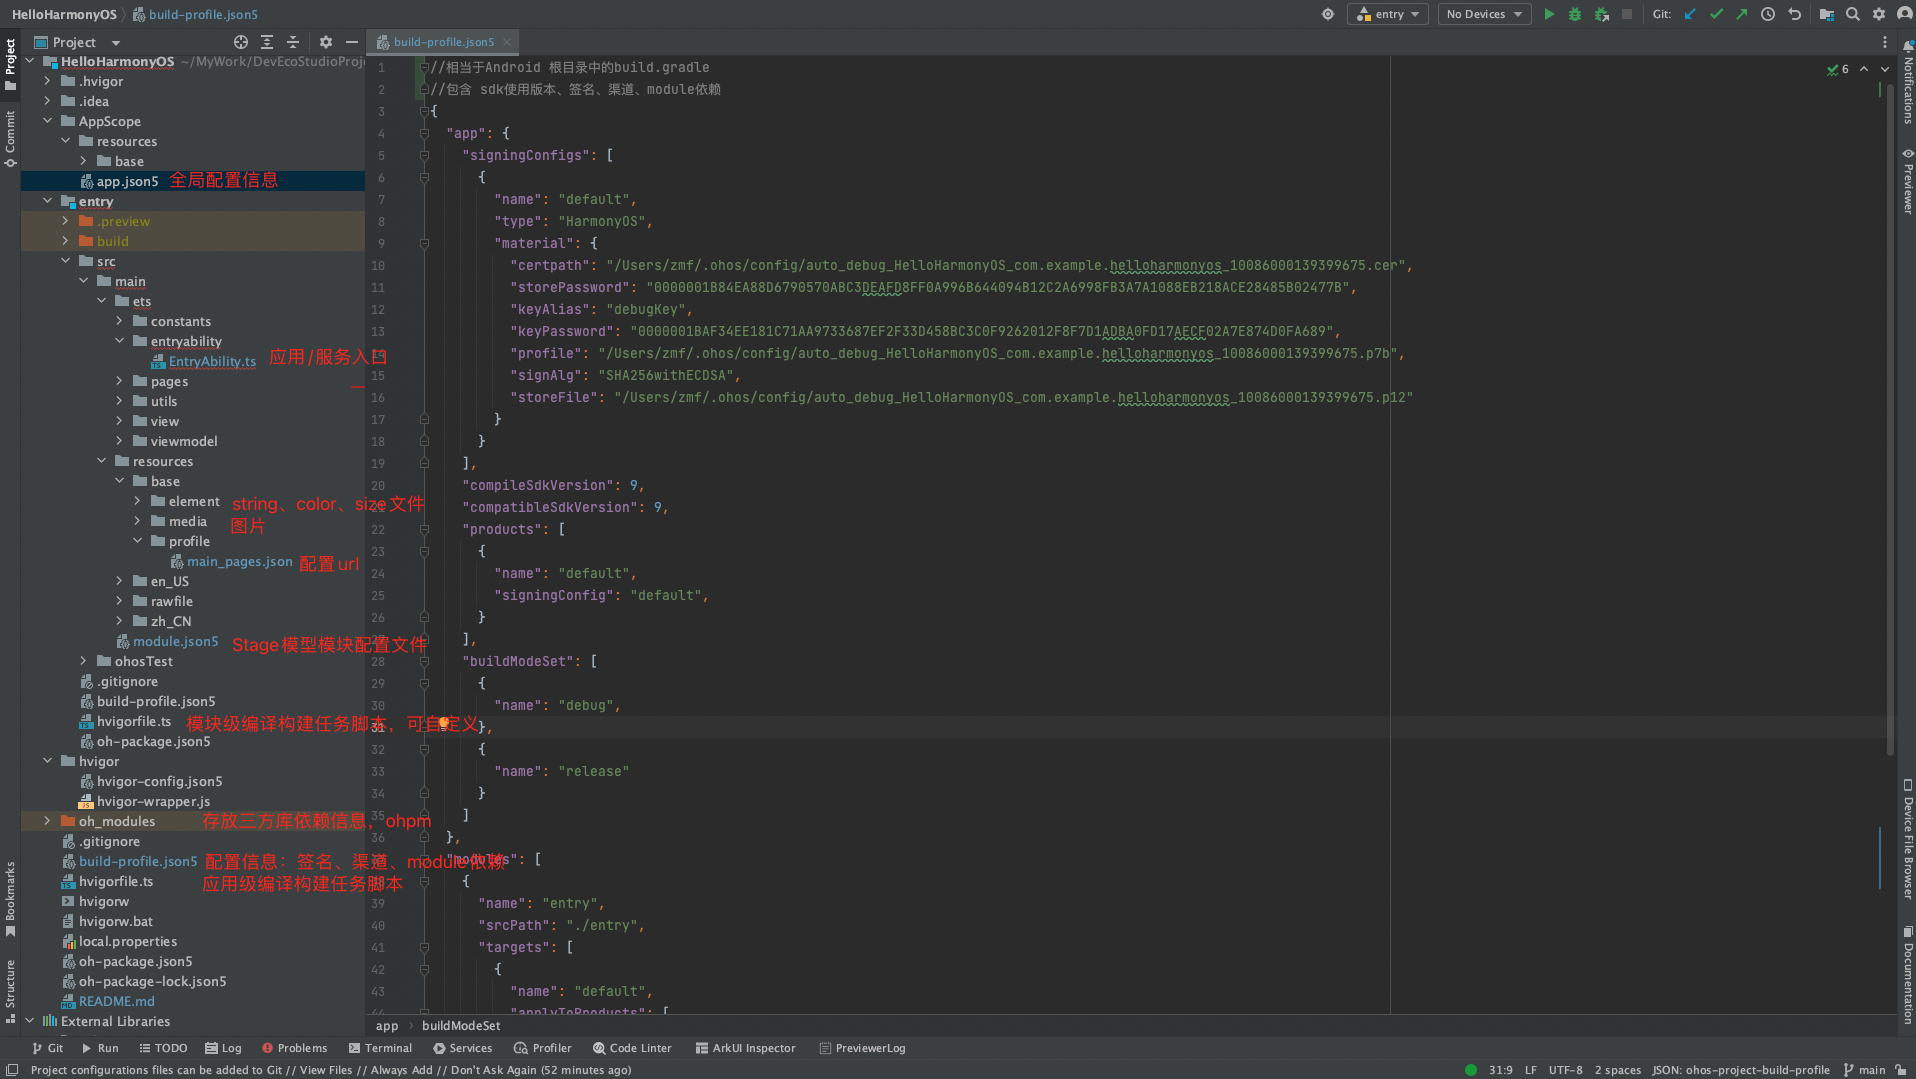 HelloHarmonyOS
build-profile.json5
entry
No Devices
Git:
Project
build-profile.json5
Project
Commit
Bookmarks
Structure
HelloHarmonyOS ~/MyWork/DevEcoStudioProj
.hvigor
.idea
AppScope
resources
base
app.json5 全局配置信息
entry
.preview
build
src
main
ets
constants
entryability
EntryAbility.ts 应用/服务入口
pages
utils
view
viewmodel
resources
base
element string、color、size文件
media 图片
profile
main_pages.json 配置url
en_US
rawfile
zh_CN
module.json5 Stage模型模块配置文件
ohosTest
.gitignore
build-profile.json5
hvigorfile.ts 模块级编译构建任务脚本，可自定义
oh-package.json5
hvigor
hvigor-config.json5
hvigor-wrapper.js
oh_modules 存放三方库依赖信息，ohpm
.gitignore
build-profile.json5 配置信息：签名、渠道、module依赖
hvigorfile.ts 应用级编译构建任务脚本
hvigorw
hvigorw.bat
local.properties
oh-package.json5
oh-package-lock.json5
README.md
External Libraries
6
1 //相当于Android 根目录中的build.gradle
2 //包含 sdk使用版本、签名、渠道、module依赖
3 {
4 "app": {
5 "signingConfigs": [
6 {
7 "name": "default",
8 "type": "HarmonyOS",
9 "material": {
10 "certpath": "/Users/zmf/.ohos/config/auto_debug_HelloHarmonyOS_com.example.helloharmonyos_10086000139399675.cer",
11 "storePassword": "0000001B84EA88D6790570ABC3DEAFD8FF0A996B644094B12C2A6998FB3A7A1088EB218ACE28485B02477B",
12 "keyAlias": "debugKey",
13 "keyPassword": "0000001BAF34EE181C71AA9733687EF2F33D458BC3C0F9262012F8F7D1ADBA0FD17AECF02A7E874D0FA689",
"profile": "/Users/zmf/.ohos/config/auto_debug_HelloHarmonyOS_com.example.helloharmonyos_10086000139399675.p7b",
15 "signAlg": "SHA256withECDSA",
16 "storeFile": "/Users/zmf/.ohos/config/auto_debug_HelloHarmonyOS_com.example.helloharmonyos_10086000139399675.p12"
17 }
18 }
19 ],
20 "compileSdkVersion": 9,
"compatibleSdkVersion": 9,
22 "products": [
23 {
24 "name": "default",
25 "signingConfig": "default",
26 }
],
28 "buildModeSet": [
29 {
30 "name": "debug",
31 },
32 {
33 "name": "release"
34 }
35 ]
36 },
"modules": [
{
39 "name": "entry",
40 "srcPath": "./entry",
41 "targets": [
42 {
43 "name": "default",
44 "applyToProducts": [
app
buildModeSet
Notifications
Previewer
Device File Browser
Documentation
Git
Run
TODO
Log
Problems
Terminal
Services
Profiler
Code Linter
ArkUI Inspector
PreviewerLog
Project configurations files can be added to Git // View Files // Always Add // Don't Ask Again (52 minutes ago)
31:9
LF
UTF-8
2 spaces
JSON: ohos-project-build-profile
main